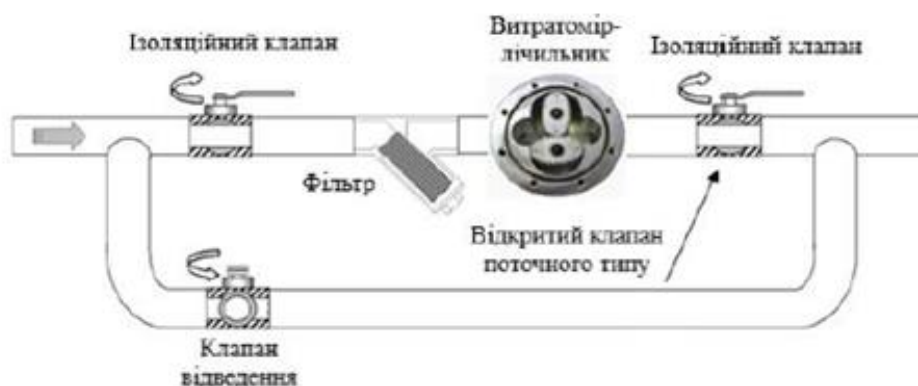 Ізоляційний клапан
Витратомір-
лічильник
Ізоляційний клапан
Фільтр
Відкритий клапан
поточного типу
Клапан
відведення